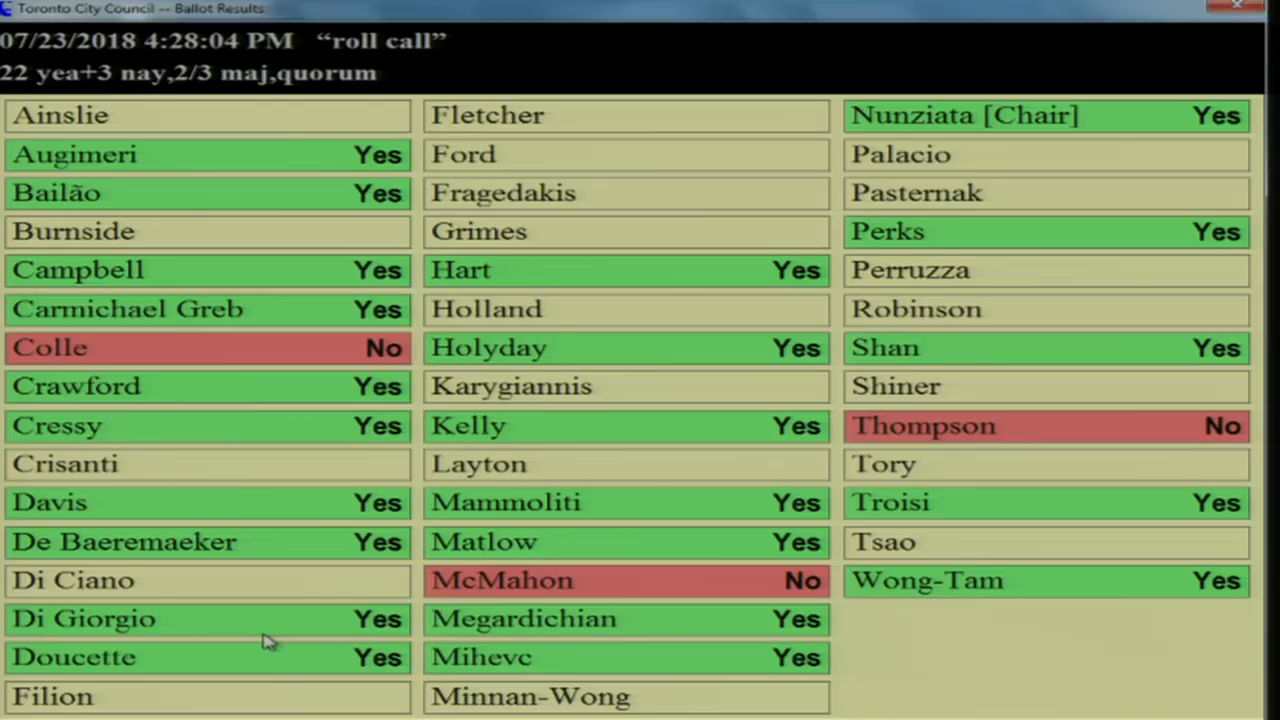 Toronto City Council -- Ballot Results
07/23/2018 4:28:04 PM “roll call”
22 yea+3 nay,2/3 maj,quorum
Ainslie
Augimeri Yes
Bailão Yes
Burnside
Campbell Yes
Carmichael Greb Yes
Colle No
Crawford Yes
Cressy Yes
Crisanti
Davis Yes
De Baeremaeker Yes
Di Ciano
Di Giorgio Yes
Doucette Yes
Filion
Fletcher
Ford
Fragedakis
Grimes
Hart Yes
Holland
Holyday Yes
Karygiannis
Kelly Yes
Layton
Mammoliti Yes
Matlow Yes
McMahon No
Megardichian Yes
Mihevc Yes
Minnan-Wong
Nunziata [Chair] Yes
Palacio
Pasternak
Perks Yes
Perruzza
Robinson
Shan Yes
Shiner
Thompson No
Tory
Troisi Yes
Tsao
Wong-Tam Yes